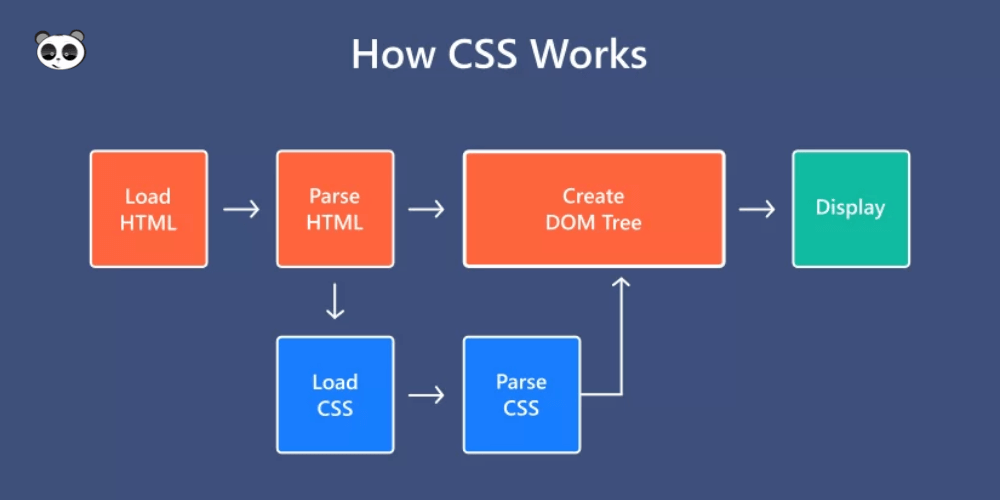 How CSS Works
Load
HTML
Parse
HTML
Create
DOM Tree
Display
Load
CSS
Parse
CSS